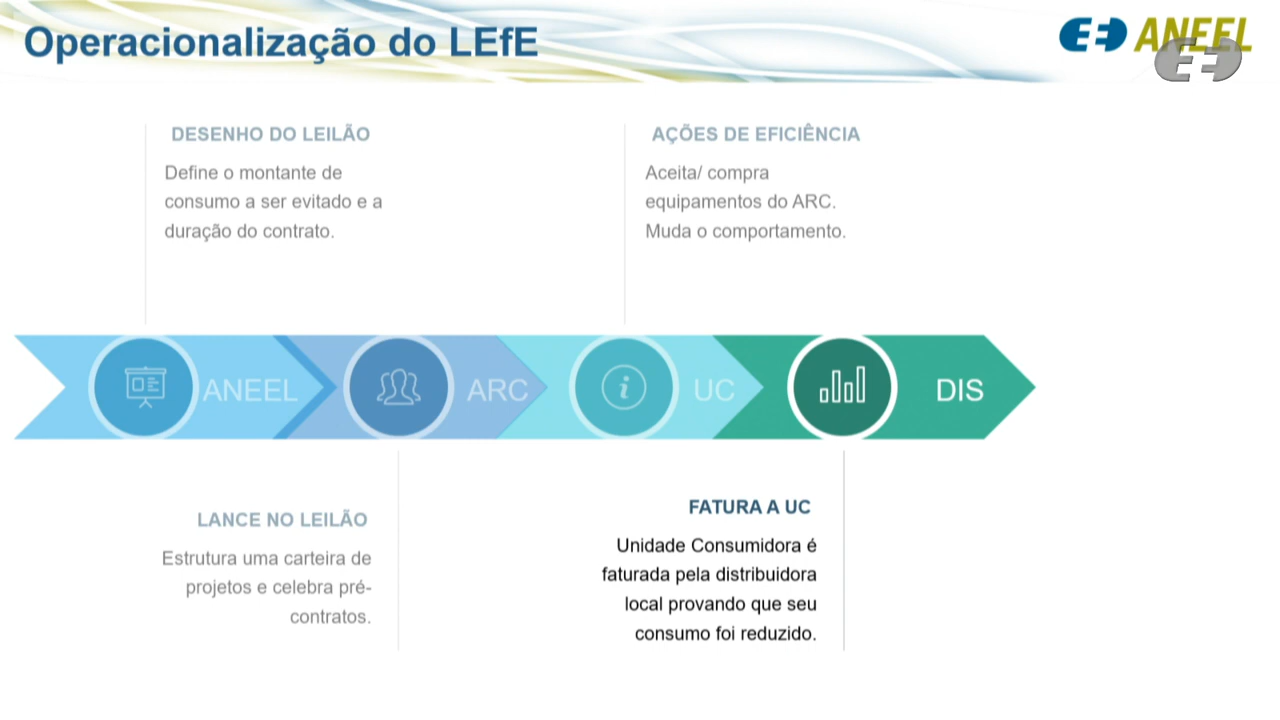 Operacionalização do LEfE
ANEEL
DESENHO DO LEILÃO
Define o montante de
consumo a ser evitado e a
duração do contrato.
AÇÕES DE EFICIÊNCIA
Aceita/ compra
equipamentos do ARC.
Muda o comportamento.
ANEEL
ARC
UC
DIS
LANCE NO LEILÃO
Estrutura uma carteira de
projetos e celebra pré-
contratos.
FATURA A UC
Unidade Consumidora é
faturada pela distribuidora
local provando que seu
consumo foi reduzido.